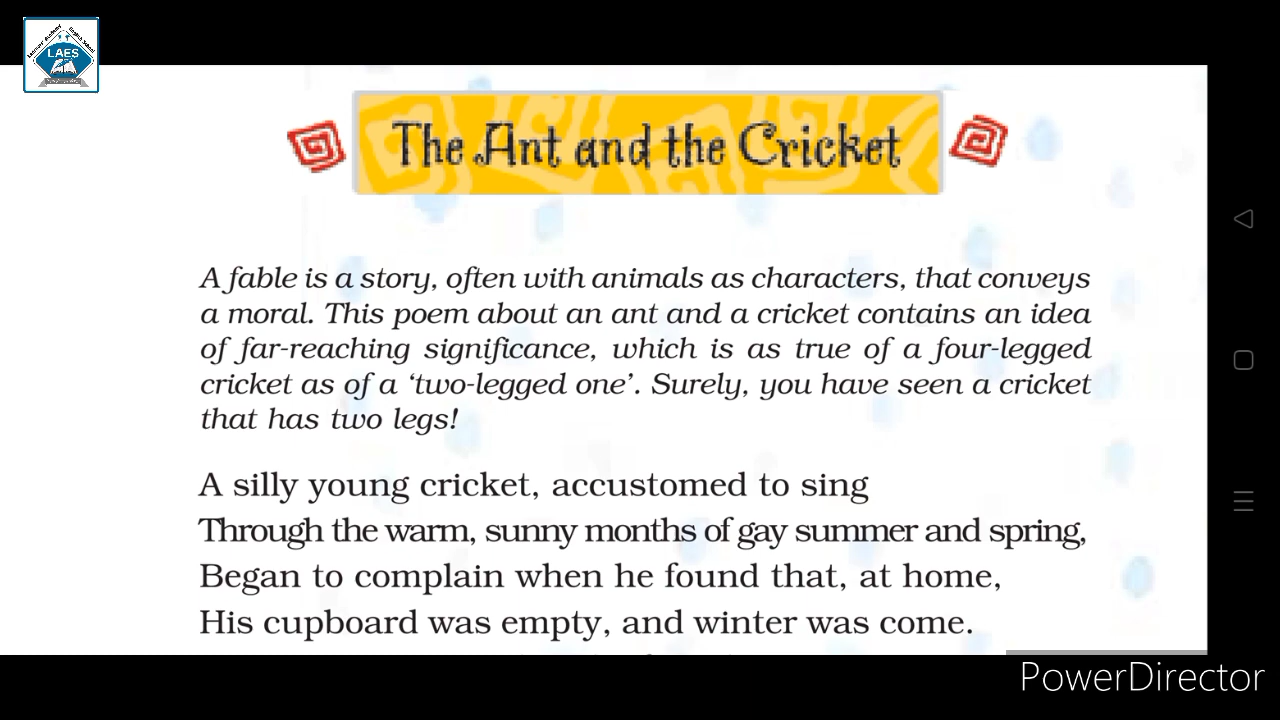 LAES
The Ant and the Cricket
A fable is a story, often with animals as characters, that conveys
a moral. This poem about an ant and a cricket contains an idea
of far-reaching significance, which is as true of a four-legged
cricket as of a ‘two-legged one’. Surely, you have seen a cricket
that has two legs!
A silly young cricket, accustomed to sing
Through the warm, sunny months of gay summer and spring,
Began to complain when he found that, at home,
His cupboard was empty, and winter was come.
PowerDirector